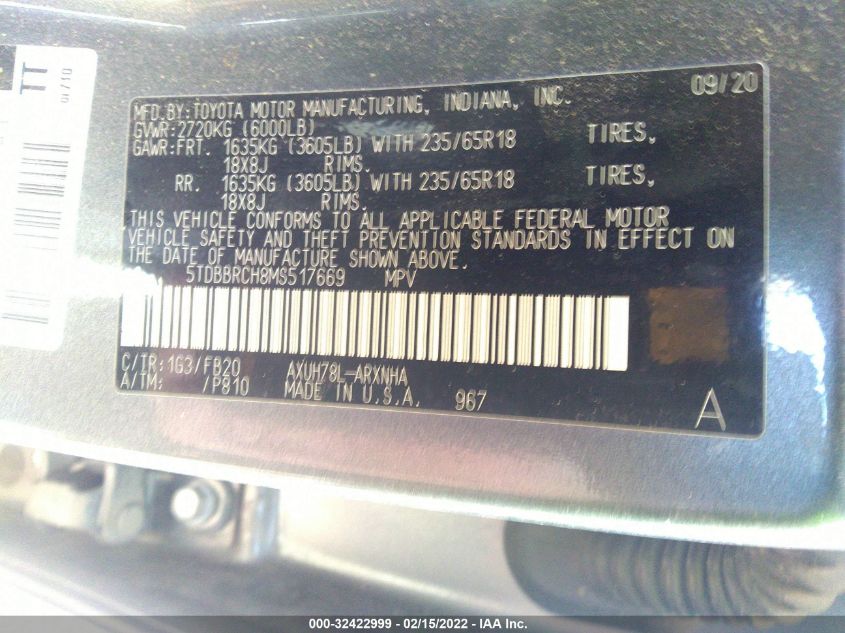 TT
01/10
09/20
MFD.BY:TOYOTA MOTOR MANUFACTURING, INDIANA, INC.
GVWR:2720KG (6000LB)
GAWR:FRT. 1635KG (3605LB) WITH 235/65R18 TIRES,
18X8J RIMS.
RR. 1635KG (3605LB) WITH 235/65R18 TIRES,
18X8J RIMS.
THIS VEHICLE CONFORMS TO ALL APPLICABLE FEDERAL MOTOR
VEHICLE SAFETY AND THEFT PREVENTION STANDARDS IN EFFECT ON
THE DATE OF MANUFACTURE SHOWN ABOVE.
5TDBBRCH8MS517669 MPV
C/TR:1G3/FB20 AXUH78L-ARXNHA
A/TM: /P810 MADE IN U.S.A. 967
A
000-32422999 - 02/15/2022 - IAA Inc.